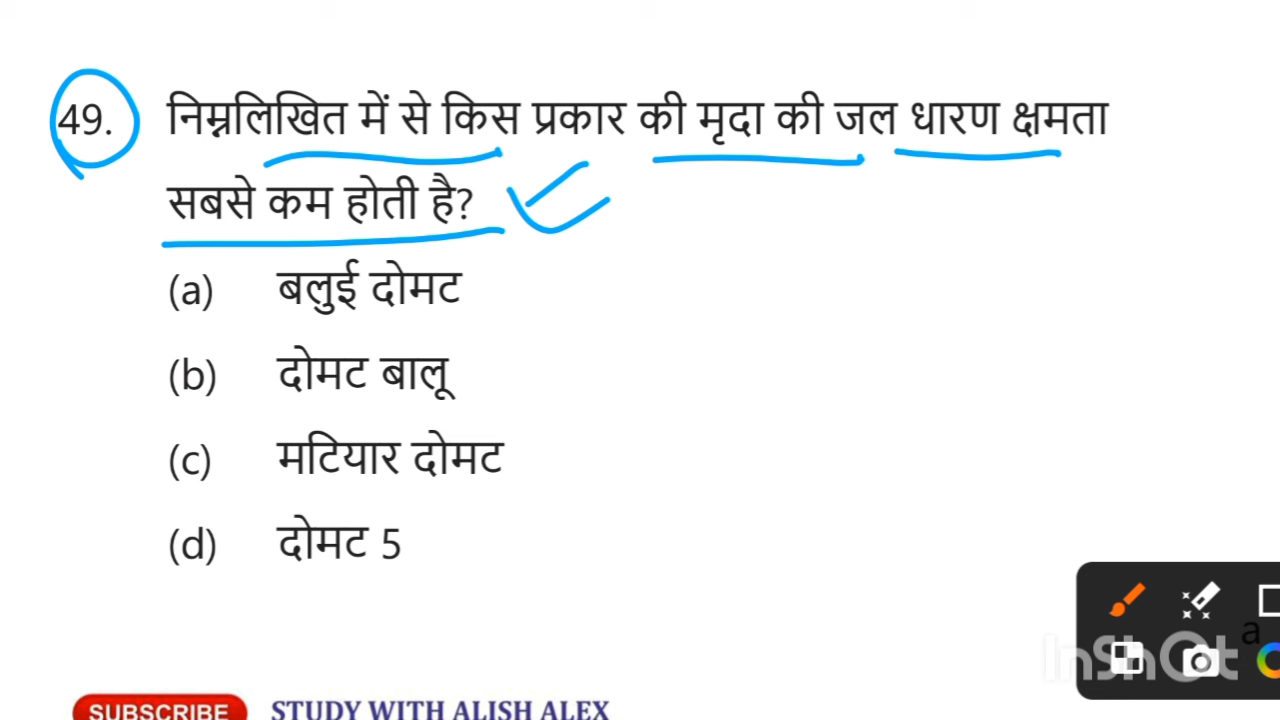 49. निम्नलिखित में से किस प्रकार की मृदा की जल धारण क्षमता
सबसे कम होती है?
(a) बलुई दोमट
(b) दोमट बालू
(c) मटियार दोमट
(d) दोमट 5
a
InShOt
SUBSCRIBE STUDY WITH ALISH ALEX